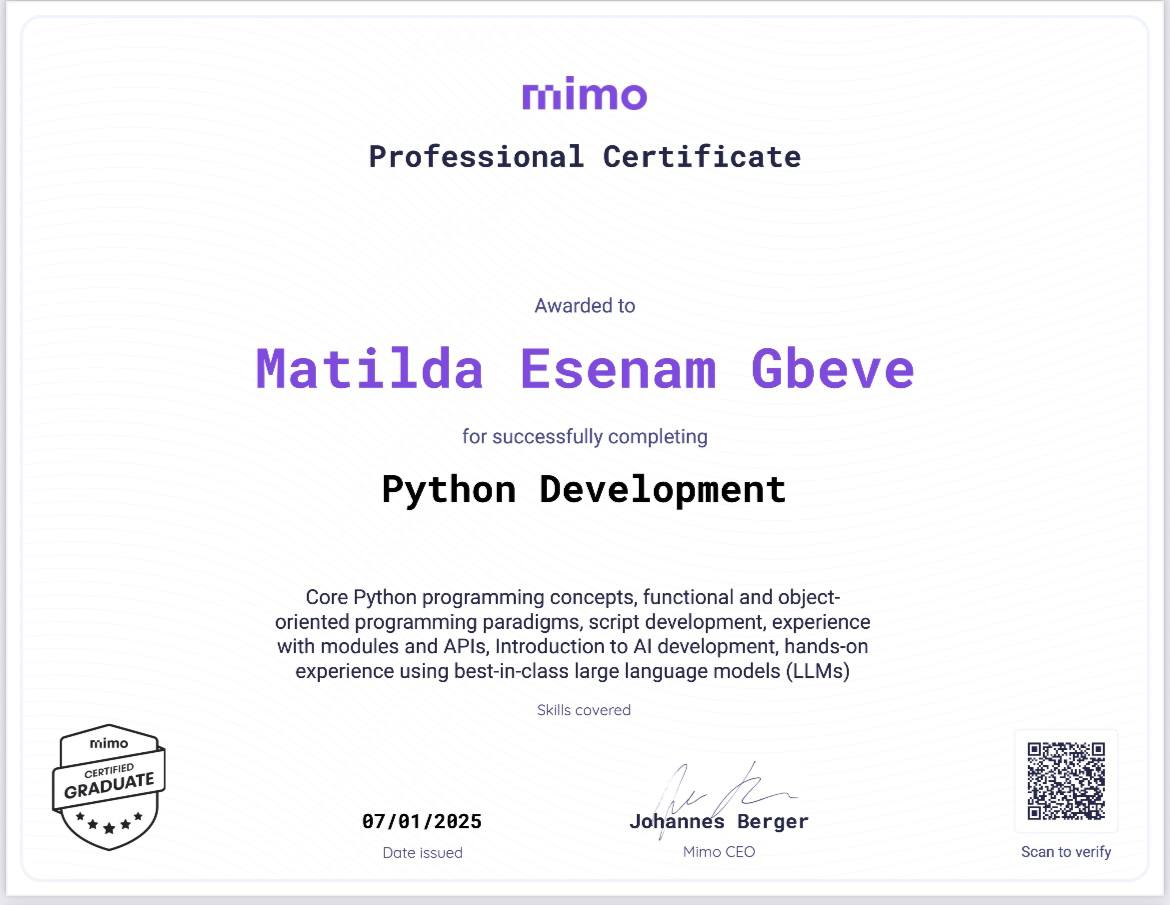 mimo
Professional Certificate
Awarded to
Matilda Esenam Gbeve
for successfully completing
Python Development
Core Python programming concepts, functional and object-
oriented programming paradigms, script development, experience
with modules and APIs, Introduction to AI development, hands-on
experience using best-in-class large language models (LLMs)
Skills covered
mimo
CERTIFIED
GRADUATE
07/01/2025
Date issued
Johannes Berger
Mimo CEO
Scan to verify